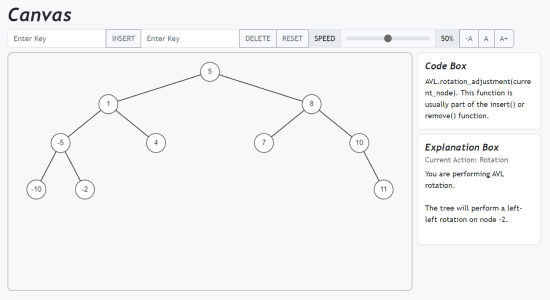 Canvas
Enter Key INSERT Enter Key DELETE RESET SPEED 50% -A A A+
5
1 8
-5 4 7 10
-10 -2 11
Code Box
AVL.rotation_adjustment(curre
nt_node). This function is
usually part of the insert() or
remove() function.
Explanation Box
Current Action: Rotation
You are performing AVL
rotation.
The tree will perform a left-
left rotation on node -2.